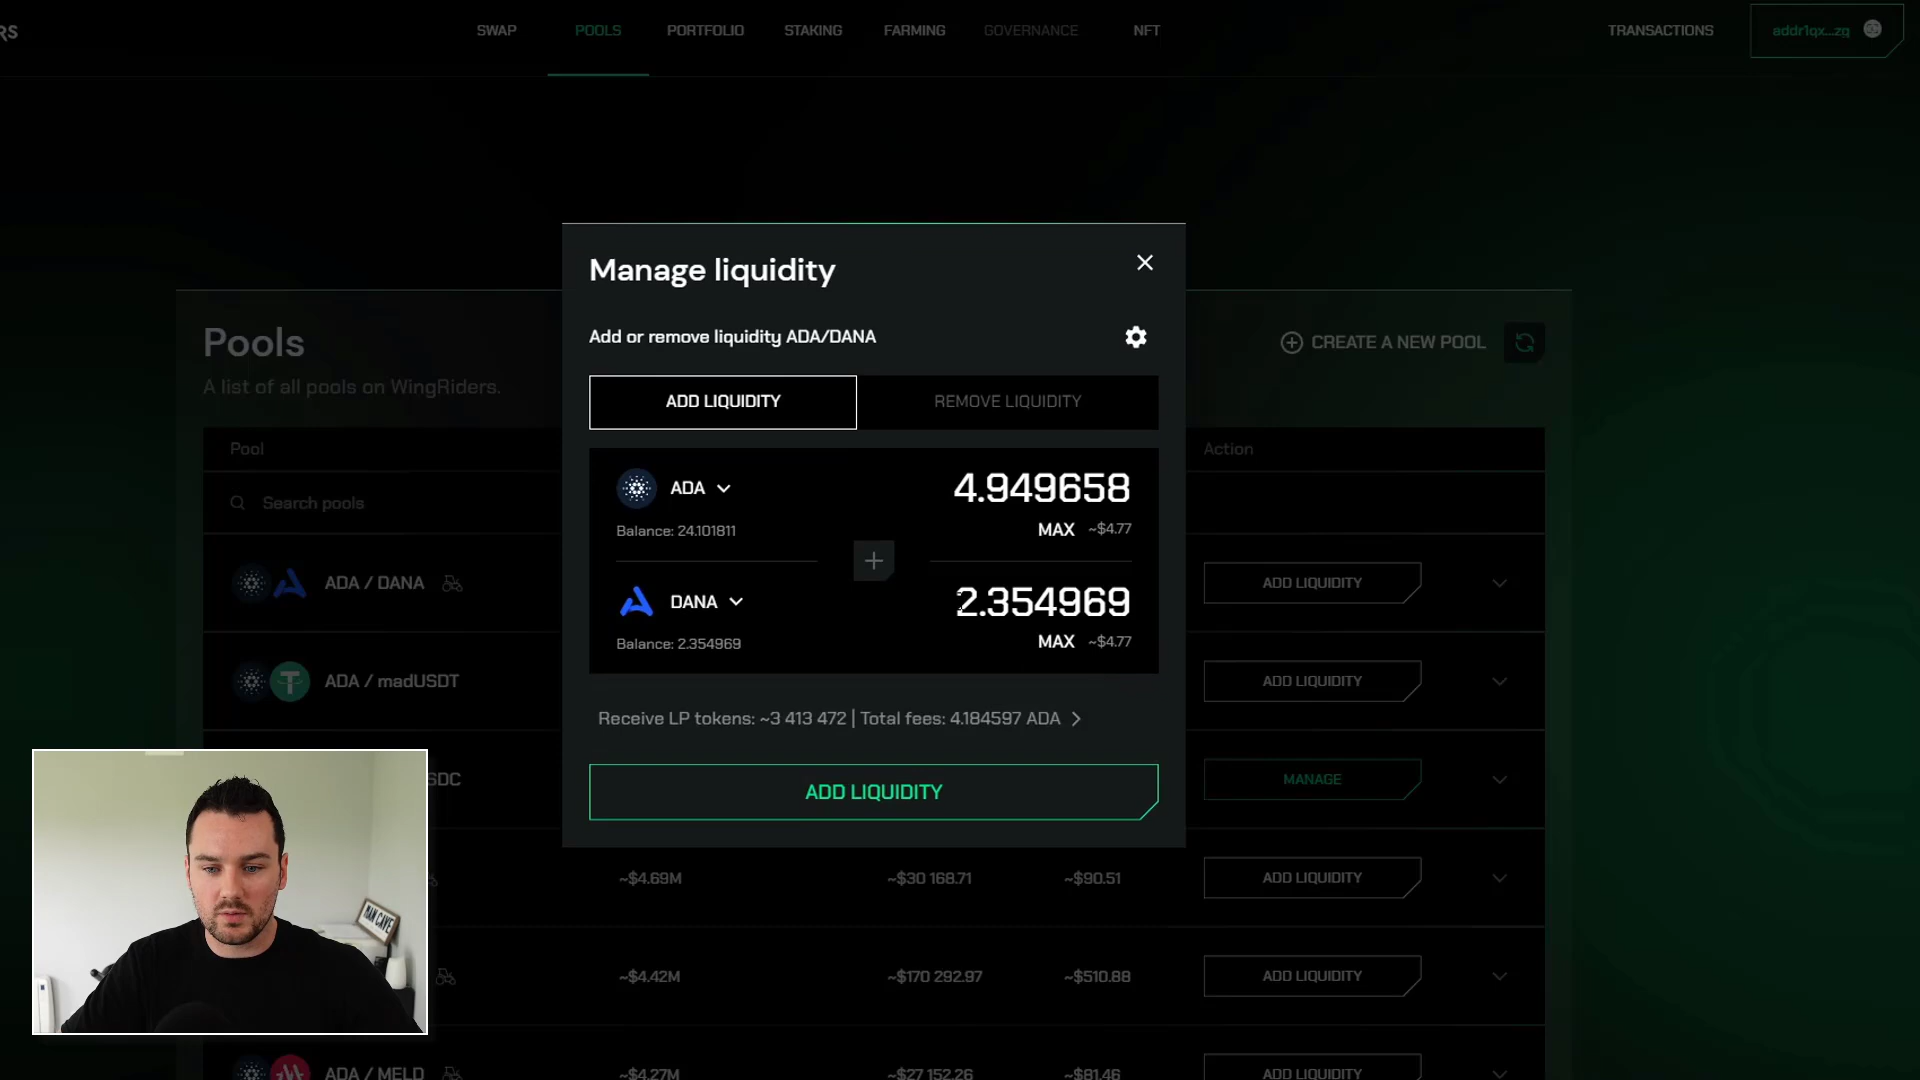 RS
SWAP
POOLS
PORTFOLIO
STAKING
FARMING
GOVERNANCE
NFT
TRANSACTIONS
addr1qx...zg
Manage liquidity
Add or remove liquidity ADA/DANA
ADD LIQUIDITY
REMOVE LIQUIDITY
ADA
4.949658
Balance: 24.101811
MAX ~$4.77
DANA
2.354969
Balance: 2.354969
MAX ~$4.77
Receive LP tokens: ~3 413 472 | Total fees: 4.184597 ADA
ADD LIQUIDITY
Pools
A list of all pools on WingRiders.
CREATE A NEW POOL
Pool
Action
Search pools
ADA / DANA
ADD LIQUIDITY
ADA / madUSDT
ADD LIQUIDITY
SDC
MANAGE
~$4.69M
~$30 168.71
~$90.51
ADD LIQUIDITY
~$4.42M
~$170 292.97
~$510.88
ADD LIQUIDITY
ADA / MELD
~$4.27M
~$27 152.26
~$81.46
ADD LIQUIDITY
MAN CAVE